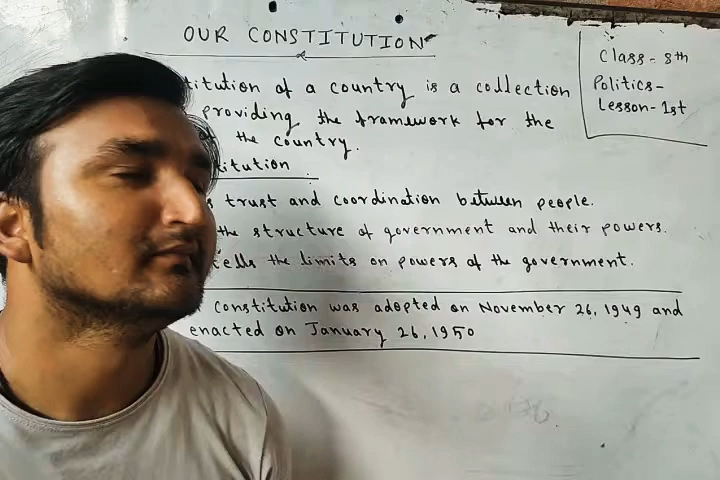 OUR CONSTITUTION
Class - 8th
Politics -
Lesson - 1st
titution of a country is a collection
providing the framework for the
the country.
titution
trust and coordination between people.
the structure of government and their powers.
tells the limits on powers of the government.
Constitution was adopted on November 26, 1949 and
enacted on January 26, 1950